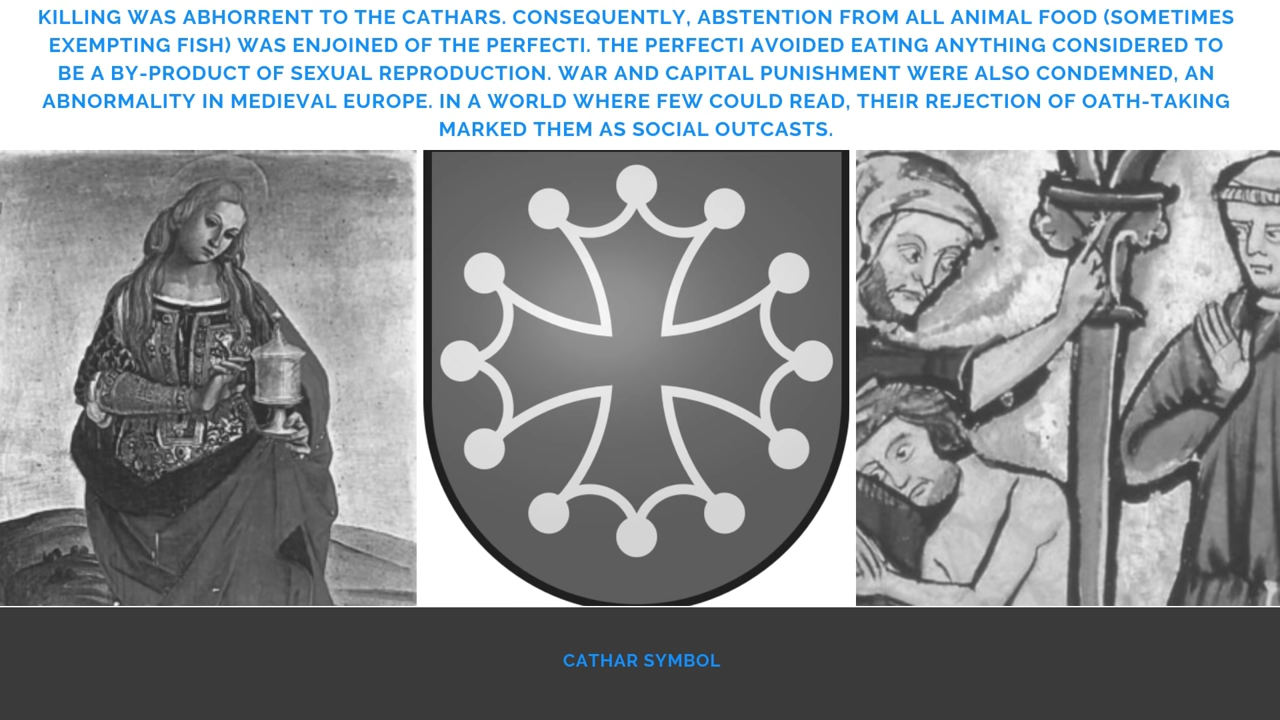 KILLING WAS ABHORRENT TO THE CATHARS. CONSEQUENTLY, ABSTENTION FROM ALL ANIMAL FOOD (SOMETIMES
EXEMPTING FISH) WAS ENJOINED OF THE PERFECTI. THE PERFECTI AVOIDED EATING ANYTHING CONSIDERED TO
BE A BY-PRODUCT OF SEXUAL REPRODUCTION. WAR AND CAPITAL PUNISHMENT WERE ALSO CONDEMNED, AN
ABNORMALITY IN MEDIEVAL EUROPE. IN A WORLD WHERE FEW COULD READ, THEIR REJECTION OF OATH-TAKING
MARKED THEM AS SOCIAL OUTCASTS.
CATHAR SYMBOL